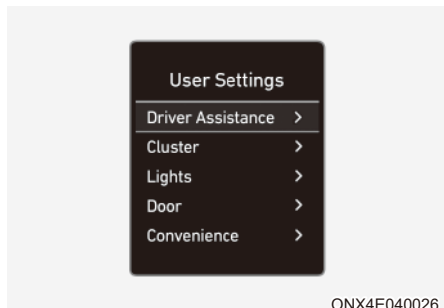 User Settings
Driver Assistance >
Cluster >
Lights >
Door >
Convenience >
ONX4E040026